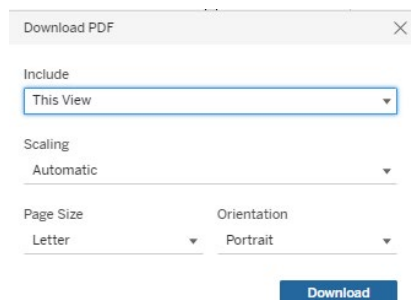 Download PDF
Include
This View
Scaling
Automatic
Page Size Orientation
Letter Portrait
Download